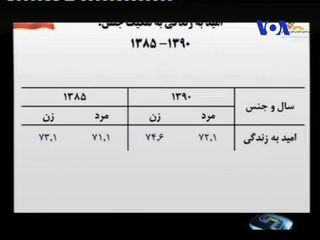 VOA
امید به زندگی به تفکیک جنس:
۱۳۸۵-۱۳۹۰
سال و جنس ۱۳۹۰ ۱۳۸۵
مرد زن مرد زن
امید به زندگی ۷۲.۱ ۷۴.۶ ۷۱.۱ ۷۳.۱